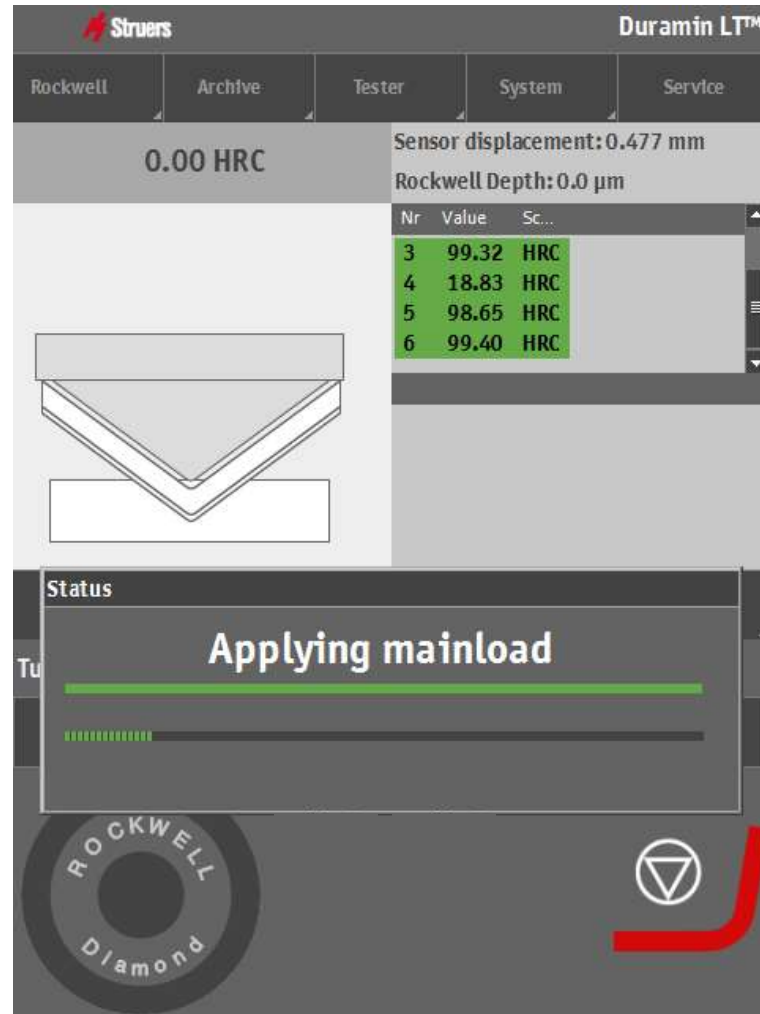 Struers Duramin LT™
Rockwell Archive Tester System Service
0.00 HRC
Sensor displacement: 0.477 mm
Rockwell Depth: 0.0 µm
Nr Value Sc...
3 99.32 HRC
4 18.83 HRC
5 98.65 HRC
6 99.40 HRC
Status
Applying mainload
Tu
ROCKWELL
Diamond